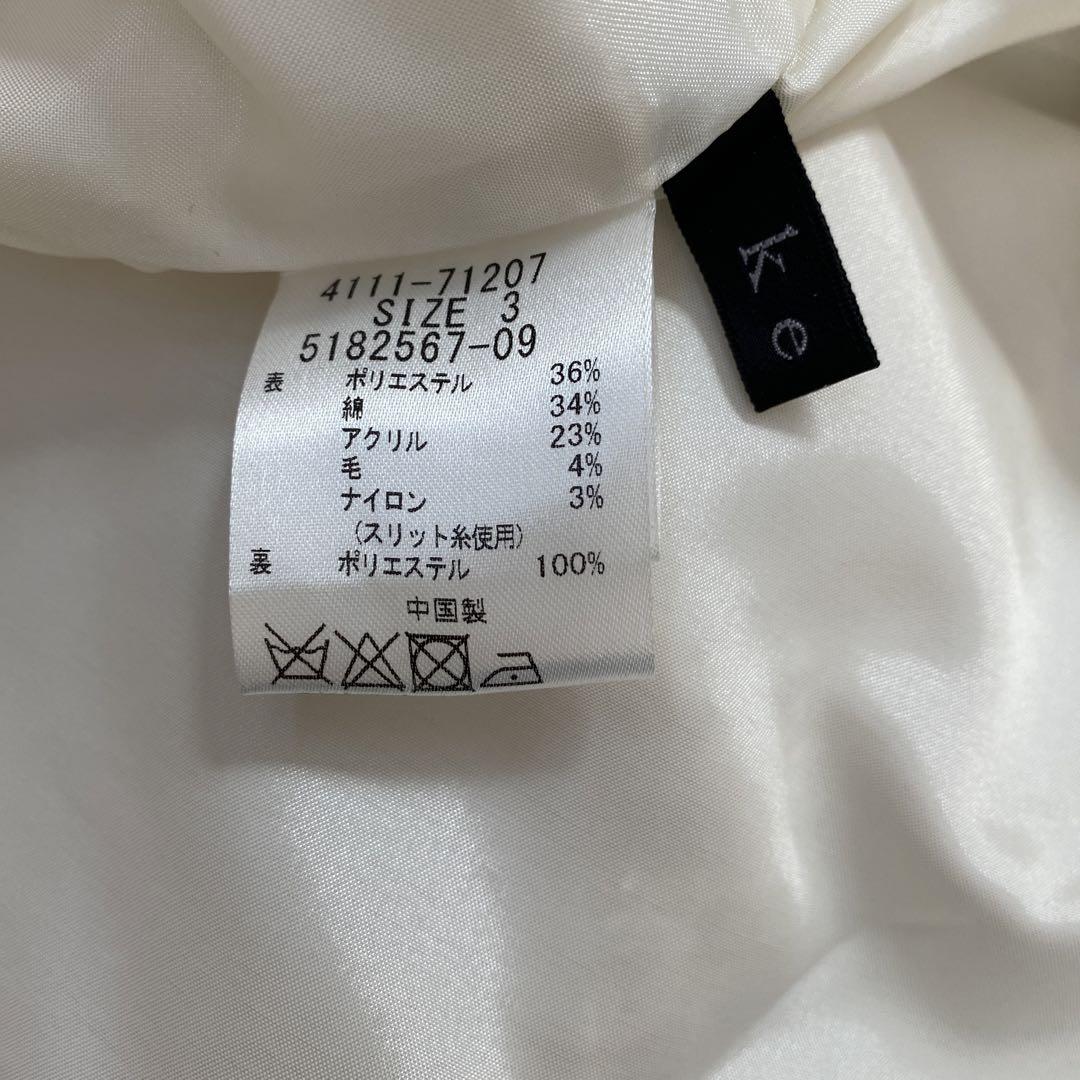 4111-71207
SIZE 3
5182567-09
表 ポリエステル 36%
綿 34%
アクリル 23%
毛 4%
ナイロン 3%
(スリット糸使用)
裏 ポリエステル 100%
中国製
K e